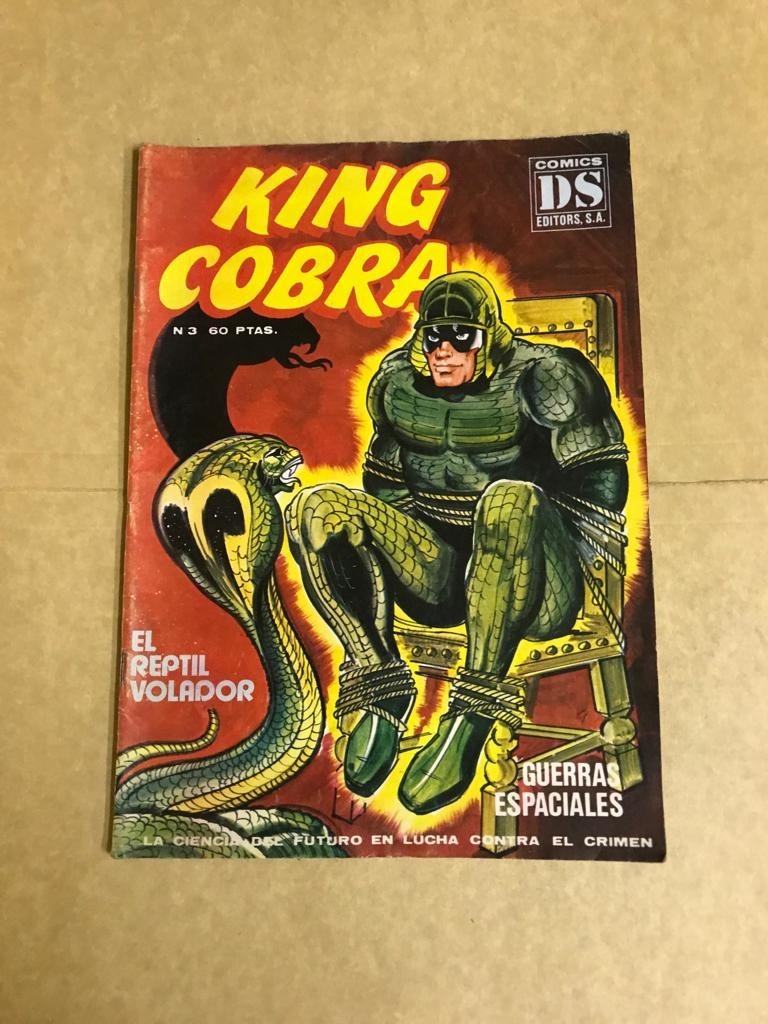 KING
COBRA
N 3 60 PTAS.
COMICS
DS
EDITORS, S.A.
EL
REPTIL
VOLADOR
GUERRAS
ESPACIALES
LA CIENCIA DEL FUTURO EN LUCHA CONTRA EL CRIMEN